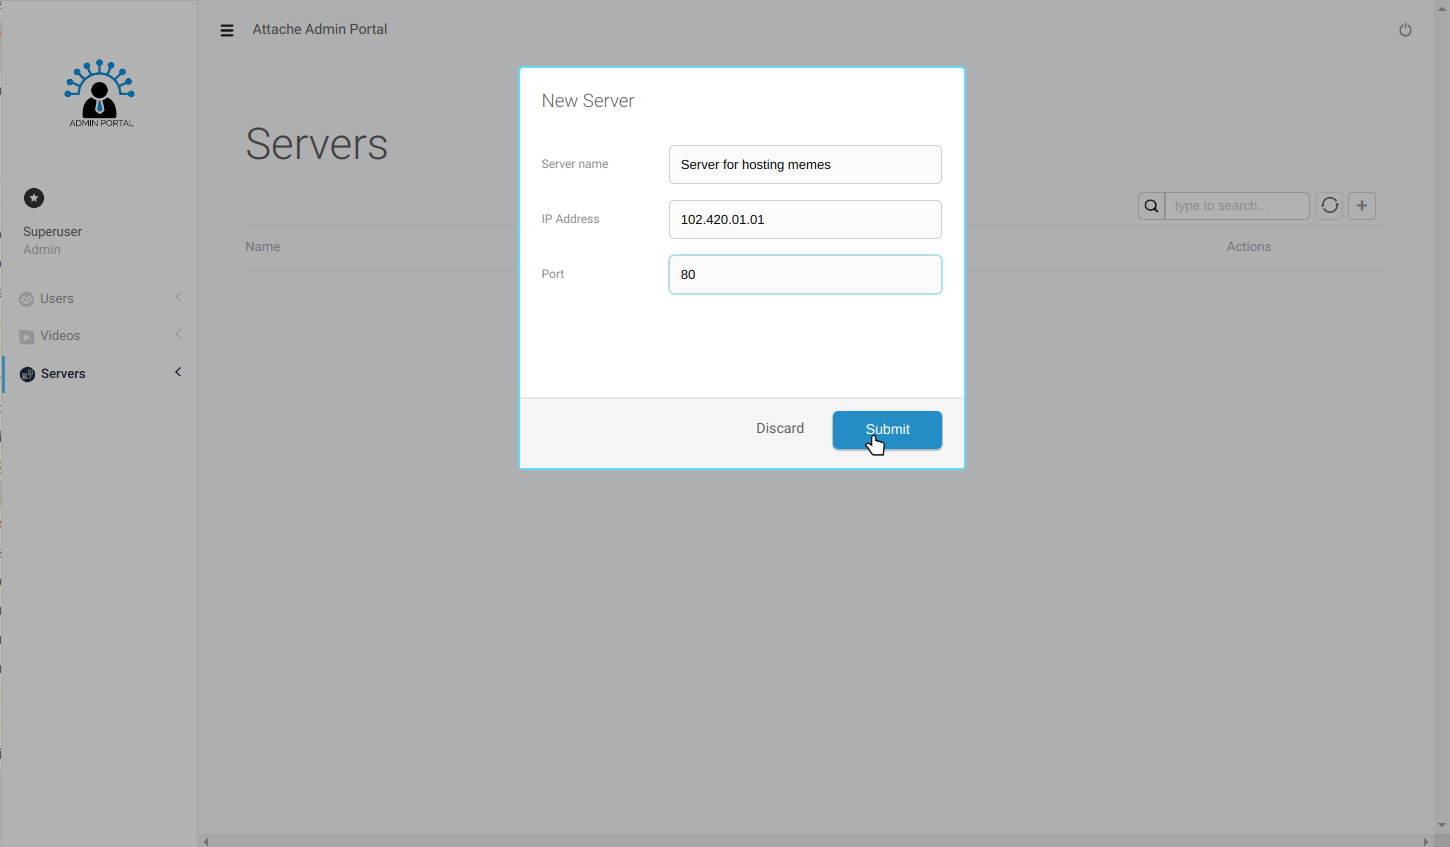 Attache Admin Portal
ADMIN PORTAL
Superuser
Admin
Users
Videos
Servers
Servers
type to search...
Name
Actions
New Server
Server name
Server for hosting memes
IP Address
102.420.01.01
Port
80
Discard
Submit